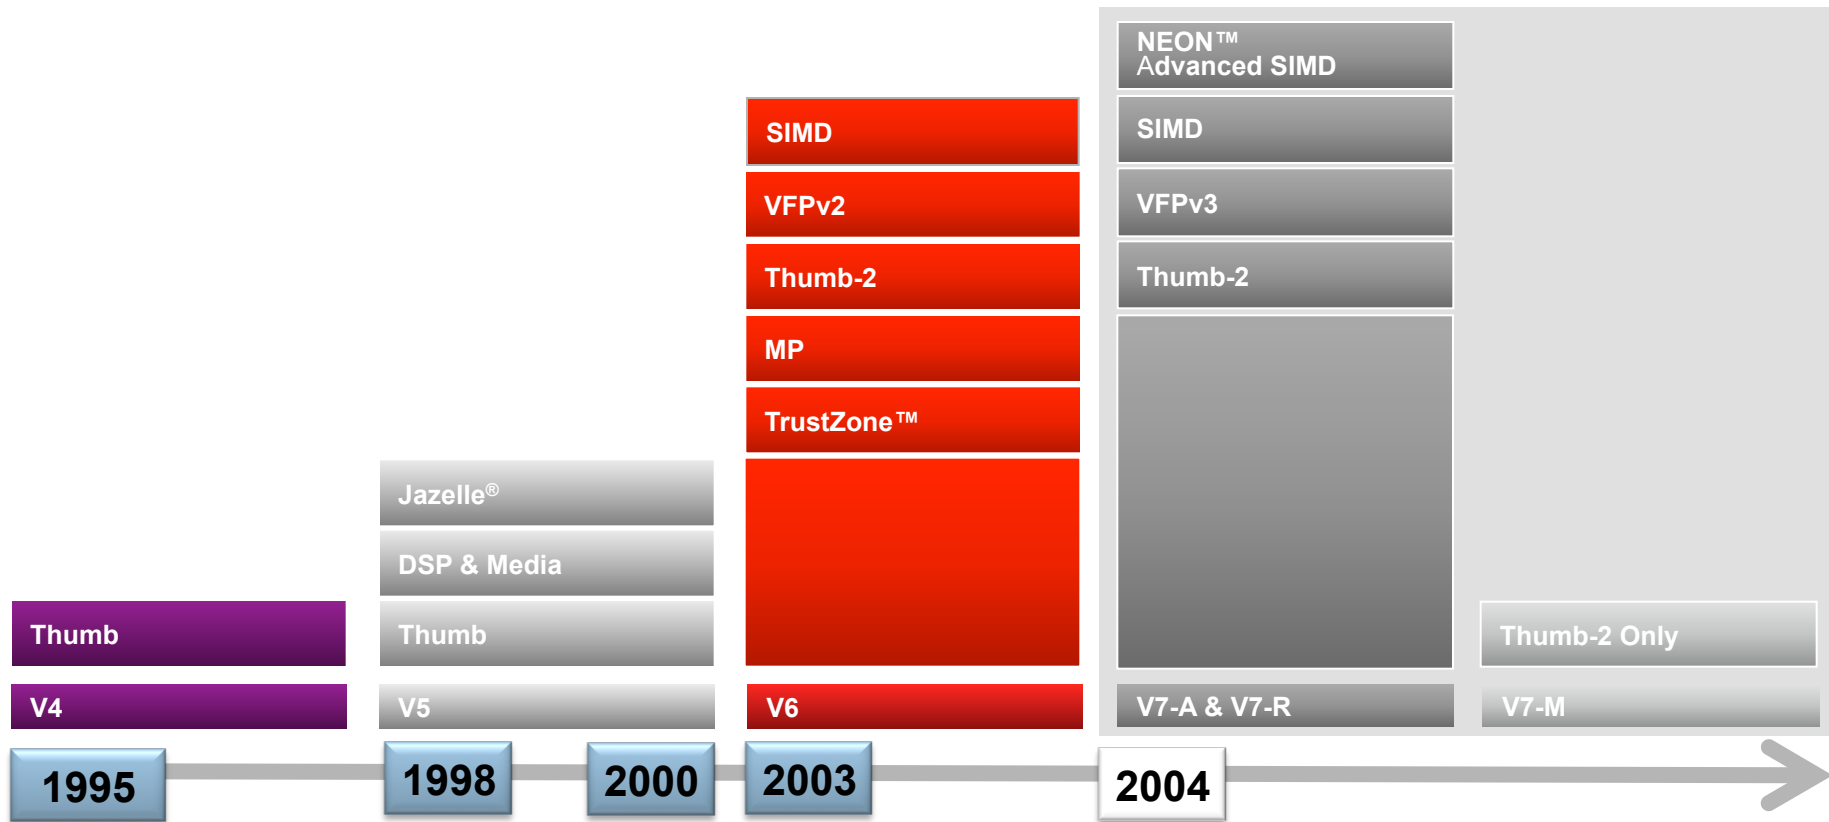 NEON™
Advanced SIMD
SIMD
SIMD
VFPv2
VFPv3
Thumb-2
Thumb-2
MP
TrustZone™
Jazelle®
DSP & Media
Thumb
Thumb
Thumb-2 Only
V4
V5
V6
V7-A & V7-R
V7-M
1995
1998
2000
2003
2004